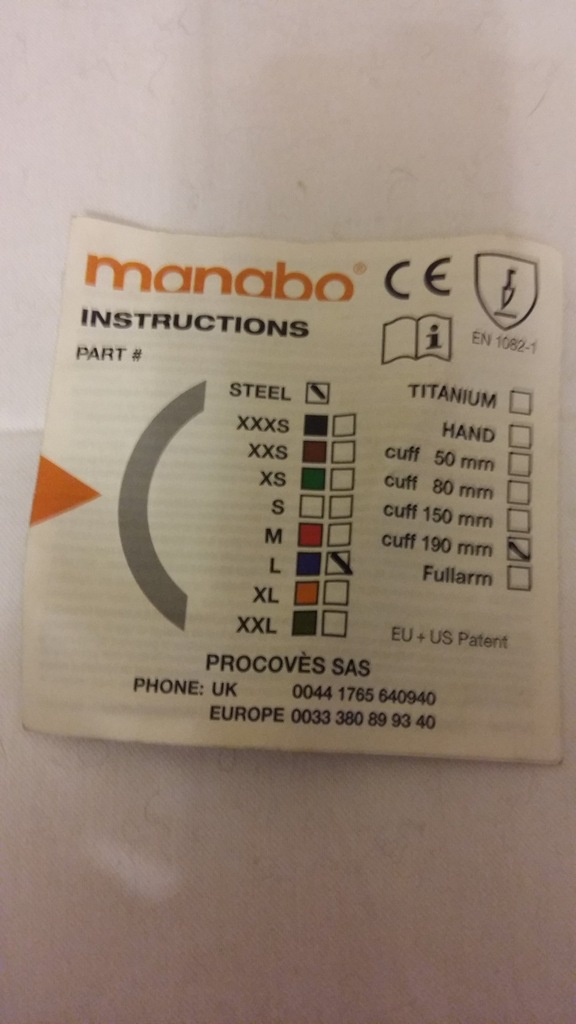 manabo®
CE
INSTRUCTIONS
i
EN 1082-1
PART #
STEEL
XXXS
XXS
XS
S
M
L
XL
XXL
TITANIUM
HAND
cuff 50 mm
cuff 80 mm
cuff 150 mm
cuff 190 mm
Fullarm
EU + US Patent
PROCOVÈS SAS
PHONE: UK 0044 1765 640940
EUROPE 0033 380 89 93 40